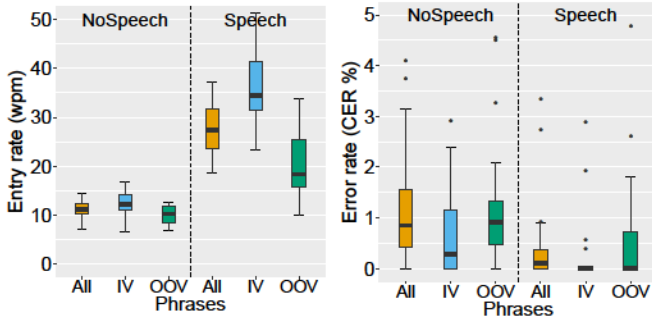 NoSpeech Speech
Entry rate (wpm)
50
40
30
20
10
0
All IV OOV All IV OOV
Phrases
NoSpeech Speech
Error rate (CER %)
5
4
3
2
1
0
All IV OOV All IV OOV
Phrases